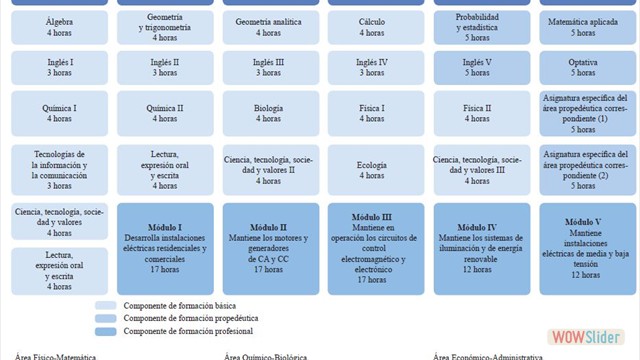 Álgebra
4 horas
Geometría
y trigonometría
4 horas
Geometría analítica
4 horas
Cálculo
4 horas
Probabilidad
y estadística
5 horas
Matemática aplicada
5 horas
Inglés I
3 horas
Inglés II
3 horas
Inglés III
3 horas
Inglés IV
3 horas
Inglés V
5 horas
Optativa
5 horas
Química I
4 horas
Química II
4 horas
Biología
4 horas
Física I
4 horas
Física II
4 horas
Asignatura específica del
área propedéutica corres-
pondiente (1)
5 horas
Tecnologías de
la información y
la comunicación
3 horas
Lectura,
expresión oral
y escrita
4 horas
Ciencia, tecnología, socie-
dad y valores II
4 horas
Ecología
4 horas
Ciencia, tecnología, socie-
dad y valores III
4 horas
Asignatura específica del
área propedéutica corres-
pondiente (2)
5 horas
Ciencia, tecnología, socie-
dad y valores
4 horas
Lectura,
expresión oral
y escrita
4 horas
Módulo I
Desarrolla instalaciones
eléctricas residenciales y
comerciales
17 horas
Módulo II
Mantiene los motores y
generadores
de CA y CC
17 horas
Módulo III
Mantiene en
operación los circuitos de
control
electromagnético y
electrónico
17 horas
Módulo IV
Mantiene los sistemas de
iluminación y de energía
renovable
12 horas
Módulo V
Mantiene
instalaciones
eléctricas de media y baja
tensión
12 horas
Componente de formación básica
Componente de formación propedéutica
Componente de formación profesional
WOWSlider
Área Físico-Matemática
Área Químico-Biológica
Área Económico-Administrativa